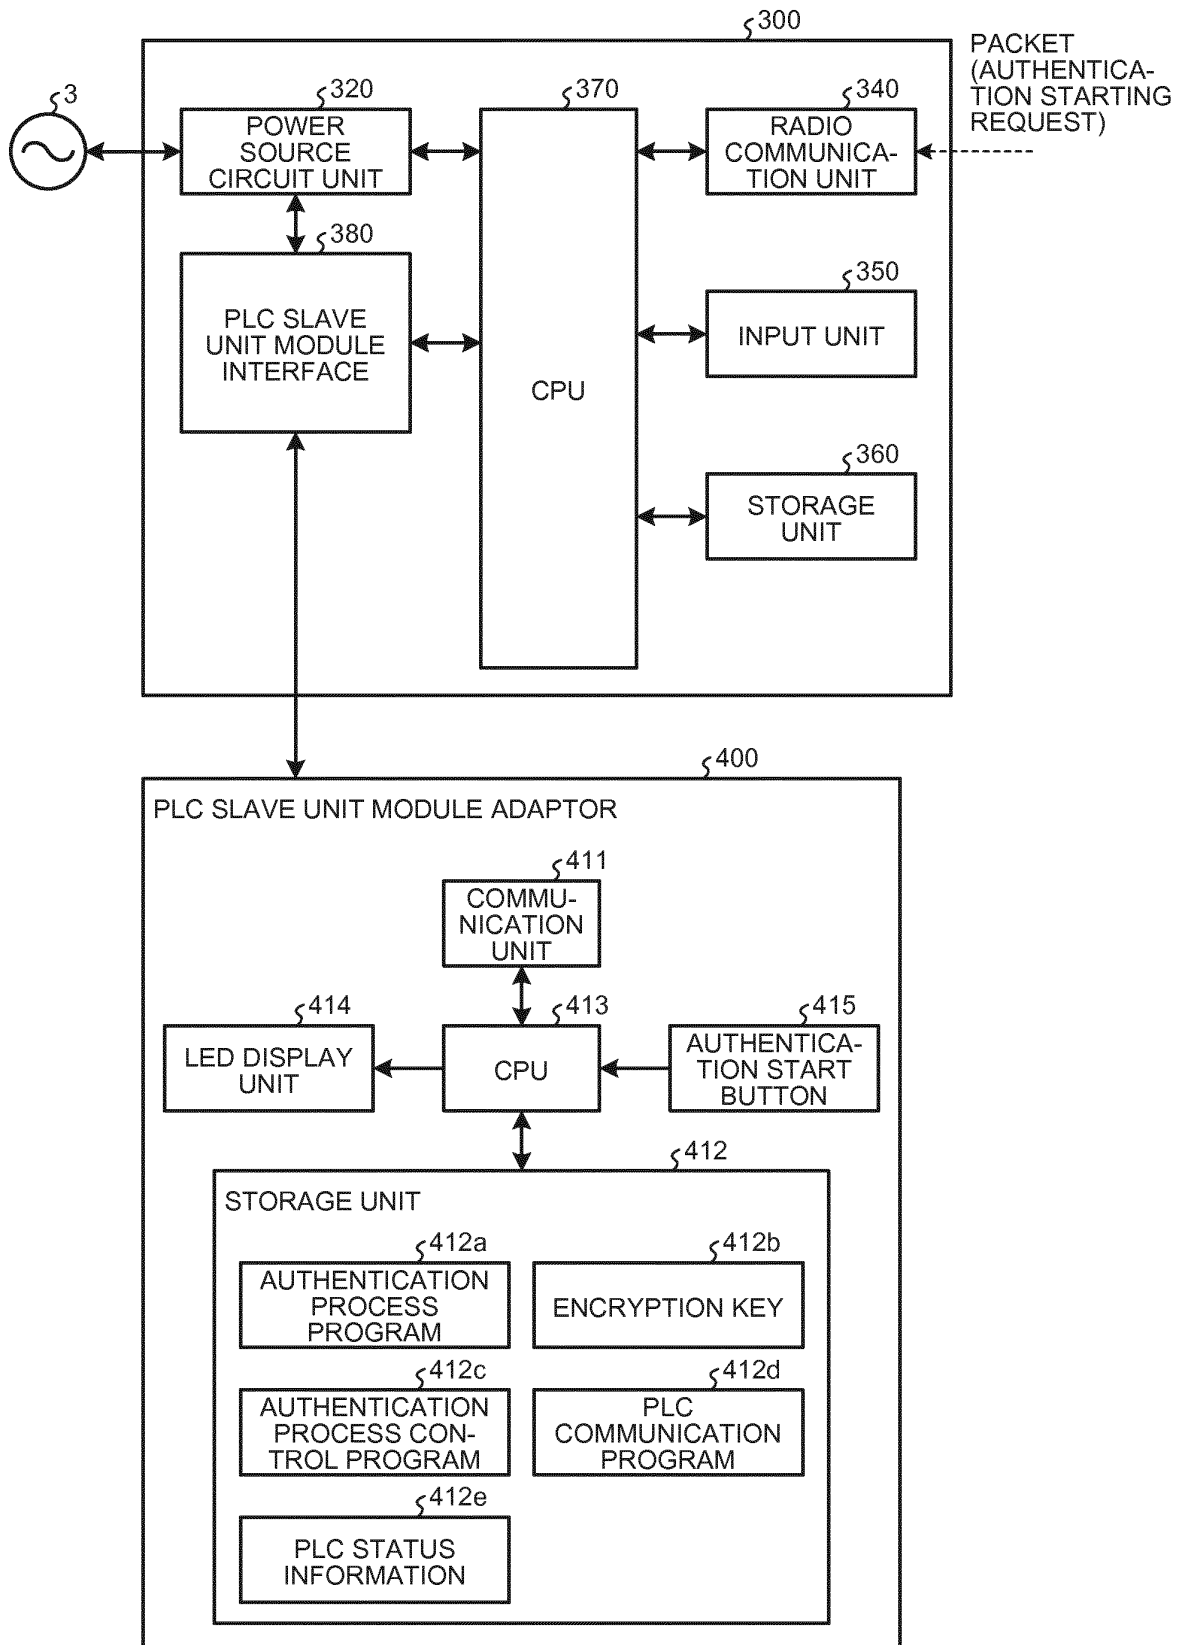 300
PACKET
(AUTHENTICA-
TION STARTING
REQUEST)
3
320
370
340
POWER
SOURCE
CIRCUIT UNIT
RADIO
COMMUNICA-
TION UNIT
380
350
PLC SLAVE
UNIT MODULE
INTERFACE
INPUT UNIT
CPU
360
STORAGE
UNIT
400
PLC SLAVE UNIT MODULE ADAPTOR
411
COMMU-
NICATION
UNIT
414
413
415
LED DISPLAY
UNIT
CPU
AUTHENTICA-
TION START
BUTTON
412
STORAGE UNIT
412a
412b
AUTHENTICATION
PROCESS
PROGRAM
ENCRYPTION KEY
412c
412d
AUTHENTICATION
PROCESS CON-
TROL PROGRAM
PLC
COMMUNICATION
PROGRAM
412e
PLC STATUS
INFORMATION